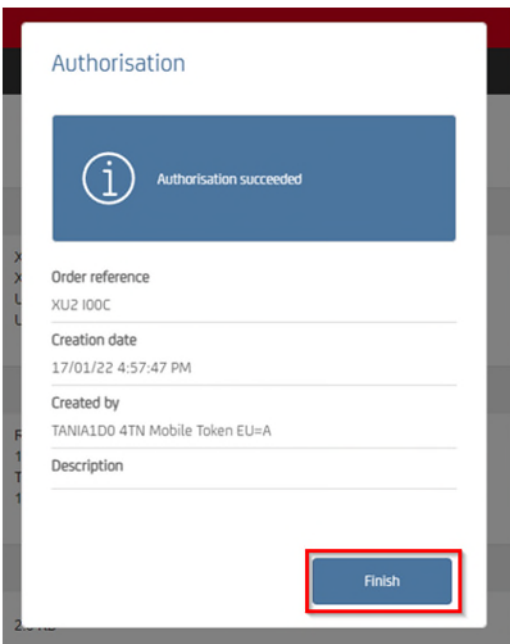 Authorisation
Authorisation succeeded
Order reference
XU2 I00C
Creation date
17/01/22 4:57:47 PM
Created by
TANIA1D0 4TN Mobile Token EU=A
Description
Finish